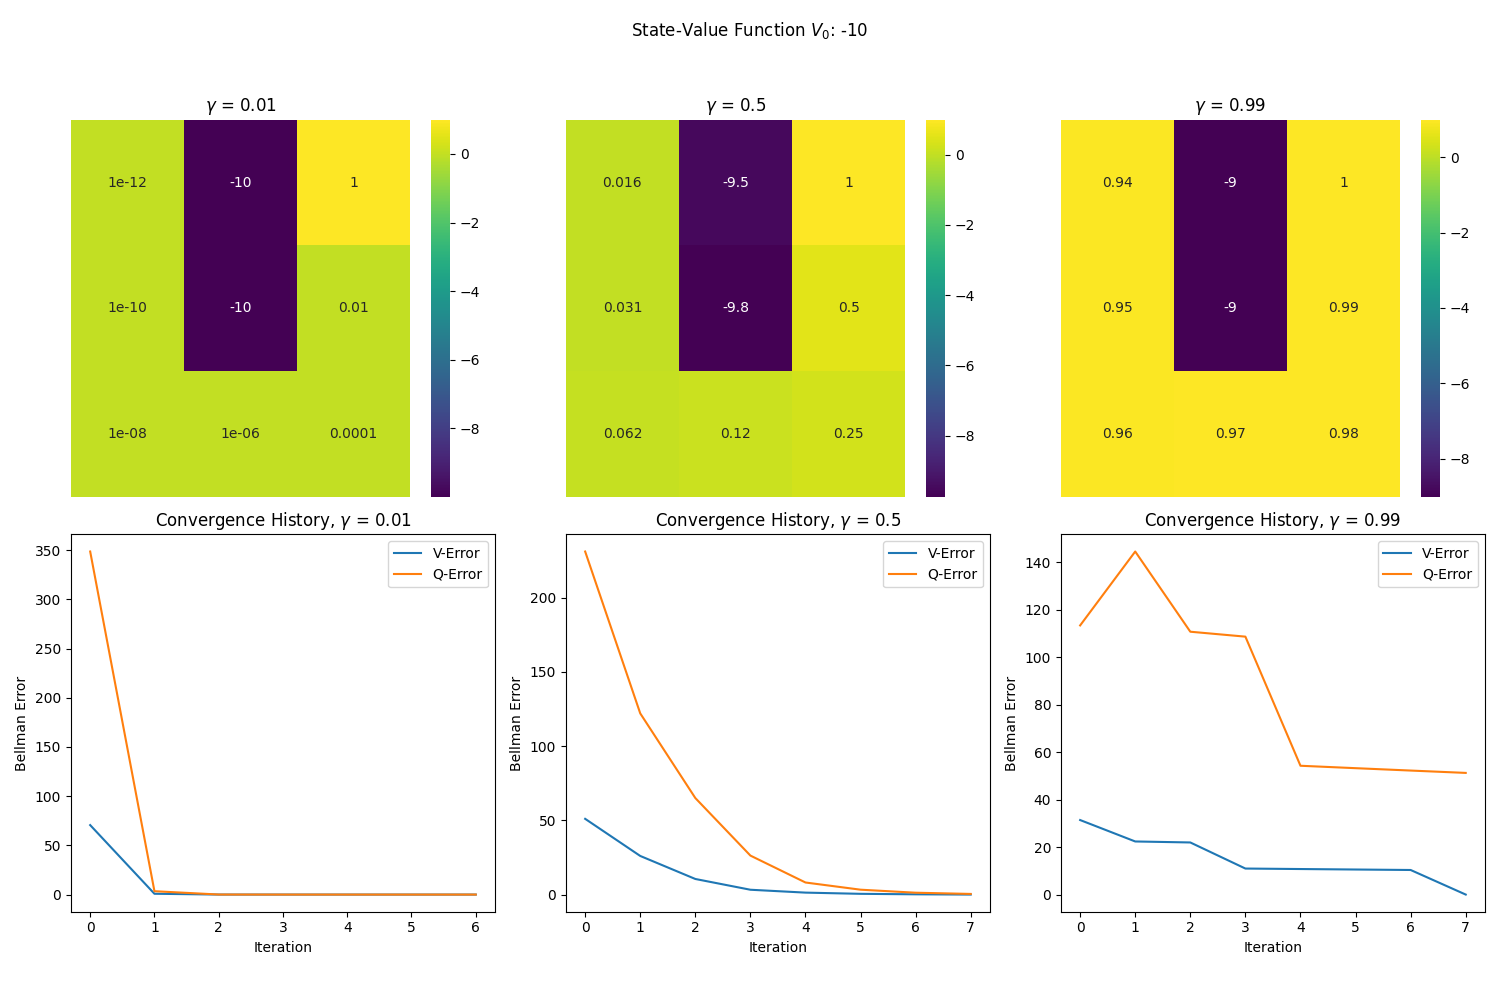 State-Value Function V₀: -10
γ = 0.01
γ = 0.5
γ = 0.99
1e-12 -10 1
1e-10 -10 0.01
1e-08 1e-06 0.0001
0
−2
−4
−6
−8
0.016 -9.5 1
0.031 -9.8 0.5
0.062 0.12 0.25
0
−2
−4
−6
−8
0.94 -9 1
0.95 -9 0.99
0.96 0.97 0.98
0
−2
−4
−6
−8
Convergence History, γ = 0.01
V-Error
Q-Error
350
300
250
200
150
100
50
0
Bellman Error
0 1 2 3 4 5 6
Iteration
Convergence History, γ = 0.5
V-Error
Q-Error
200
150
100
50
0
Bellman Error
0 1 2 3 4 5 6 7
Iteration
Convergence History, γ = 0.99
V-Error
Q-Error
140
120
100
80
60
40
20
0
Bellman Error
0 1 2 3 4 5 6 7
Iteration